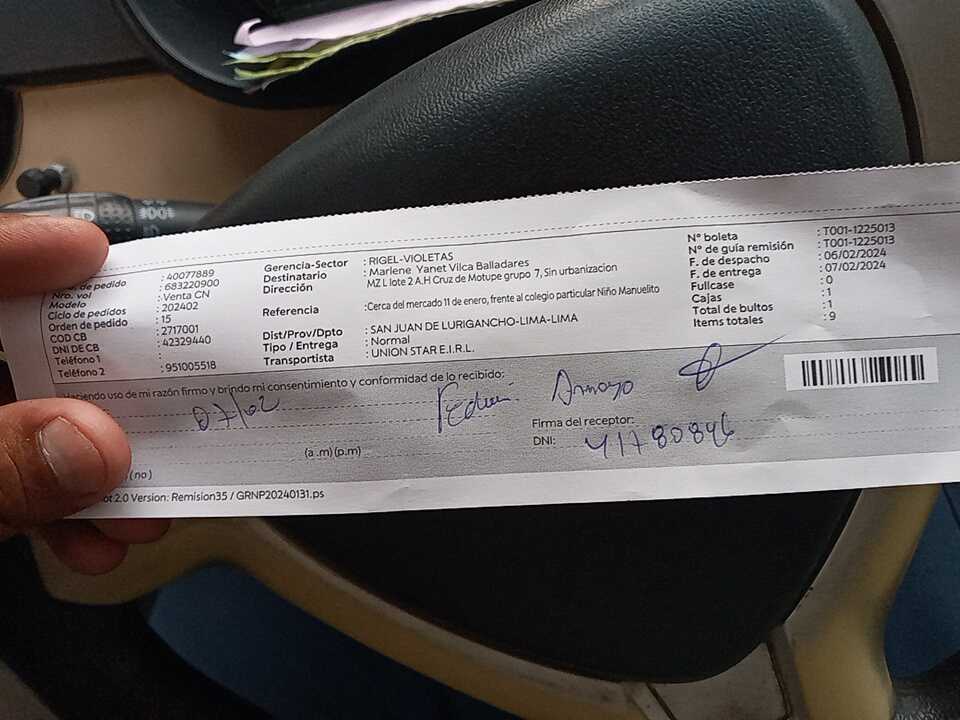 : 40077889
de pedido : 683220900
Nro. vol : Venta CN
Modelo : 202402
Ciclo de pedidos : 15
Orden de pedido : 2717001
COD CB : 42329440
DNI DE CB :
Teléfono 1 : 951005518
Teléfono 2
Gerencia-Sector : RIGEL-VIOLETAS
Destinatario : Marlene Yanet Vilca Balladares
Dirección MZ L lote 2 A.H Cruz de Motupe grupo 7, Sin urbanizacion
Referencia : Cerca del mercado 11 de enero, frente al colegio particular Niño Manuelito
Dist/Prov/Dpto : SAN JUAN DE LURIGANCHO-LIMA-LIMA
Tipo / Entrega : Normal
Transportista : UNION STAR E.I.R.L.
N° boleta : T001-1225013
N° de guía remisión : T001-1225013
F. de despacho : 06/02/2024
F. de entrega : 07/02/2024
Fullcase : 0
Cajas : 1
Total de bultos : 1
Items totales : 9
Haciendo uso de mi razón firmo y brindo mi consentimiento y conformidad de lo recibido:
07/02
Arroyo
(a .m) (p.m)
Firma del receptor:
DNI: 41780846
(no)
2.0 Version: Remision35 / GRNP20240131.ps